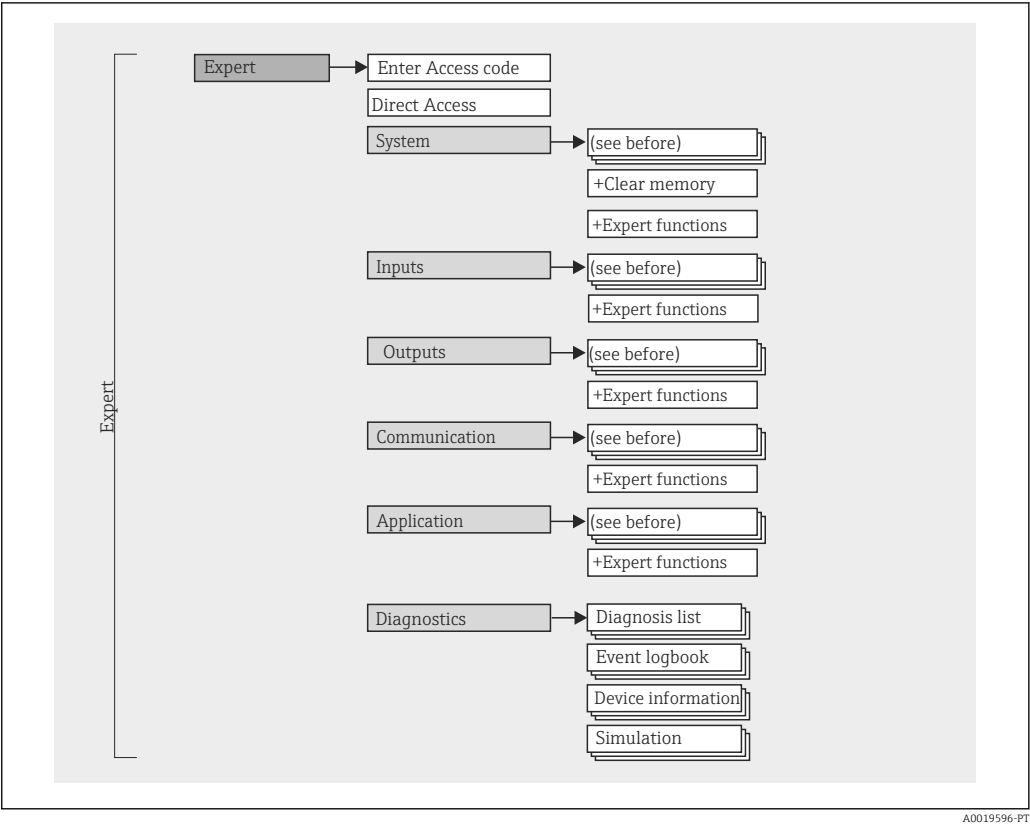 Expert
Expert
Enter Access code
Direct Access
System
(see before)
+Clear memory
+Expert functions
Inputs
(see before)
+Expert functions
Outputs
(see before)
+Expert functions
Communication
(see before)
+Expert functions
Application
(see before)
+Expert functions
Diagnostics
Diagnosis list
Event logbook
Device information
Simulation
A0019596-PT